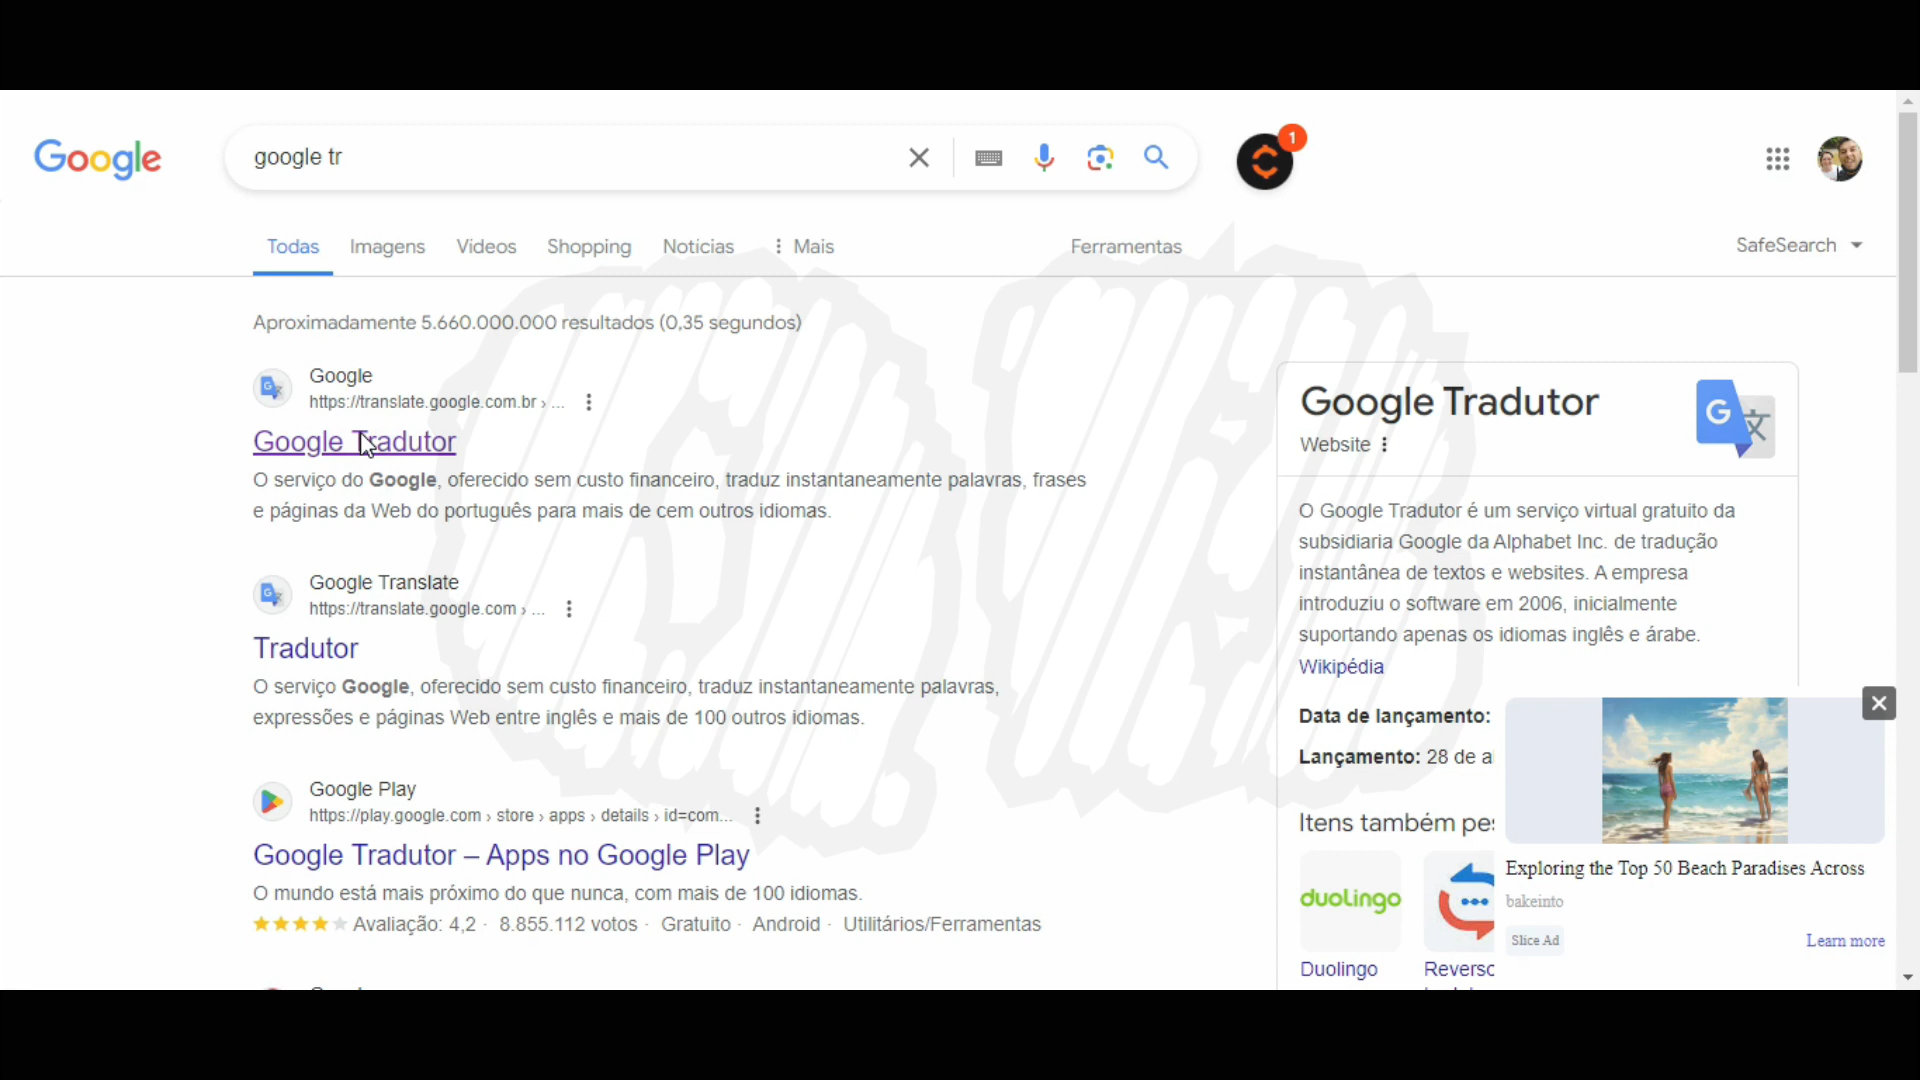 Google
google tr
1
Todas Imagens Vídeos Shopping Notícias Mais Ferramentas SafeSearch
Aproximadamente 5.660.000.000 resultados (0,35 segundos)
Google
https://translate.google.com.br › ...
Google Tradutor
O serviço do Google, oferecido sem custo financeiro, traduz instantaneamente palavras, frases
e páginas da Web do português para mais de cem outros idiomas.
Google Translate
https://translate.google.com › ...
Tradutor
O serviço Google, oferecido sem custo financeiro, traduz instantaneamente palavras,
expressões e páginas Web entre inglês e mais de 100 outros idiomas.
Google Play
https://play.google.com › store › apps › details › id=com...
Google Tradutor – Apps no Google Play
O mundo está mais próximo do que nunca, com mais de 100 idiomas.
Avaliação: 4,2 · 8.855.112 votos · Gratuito · Android · Utilitários/Ferramentas
Google Tradutor
Website
O Google Tradutor é um serviço virtual gratuito da
subsidiaria Google da Alphabet Inc. de tradução
instantânea de textos e websites. A empresa
introduziu o software em 2006, inicialmente
suportando apenas os idiomas inglês e árabe.
Wikipédia
Data de lançamento:
Lançamento: 28 de a
Itens também pes
duolingo
Duolingo
Reverso
Exploring the Top 50 Beach Paradises Across
bakeinto
Slice Ad
Learn more